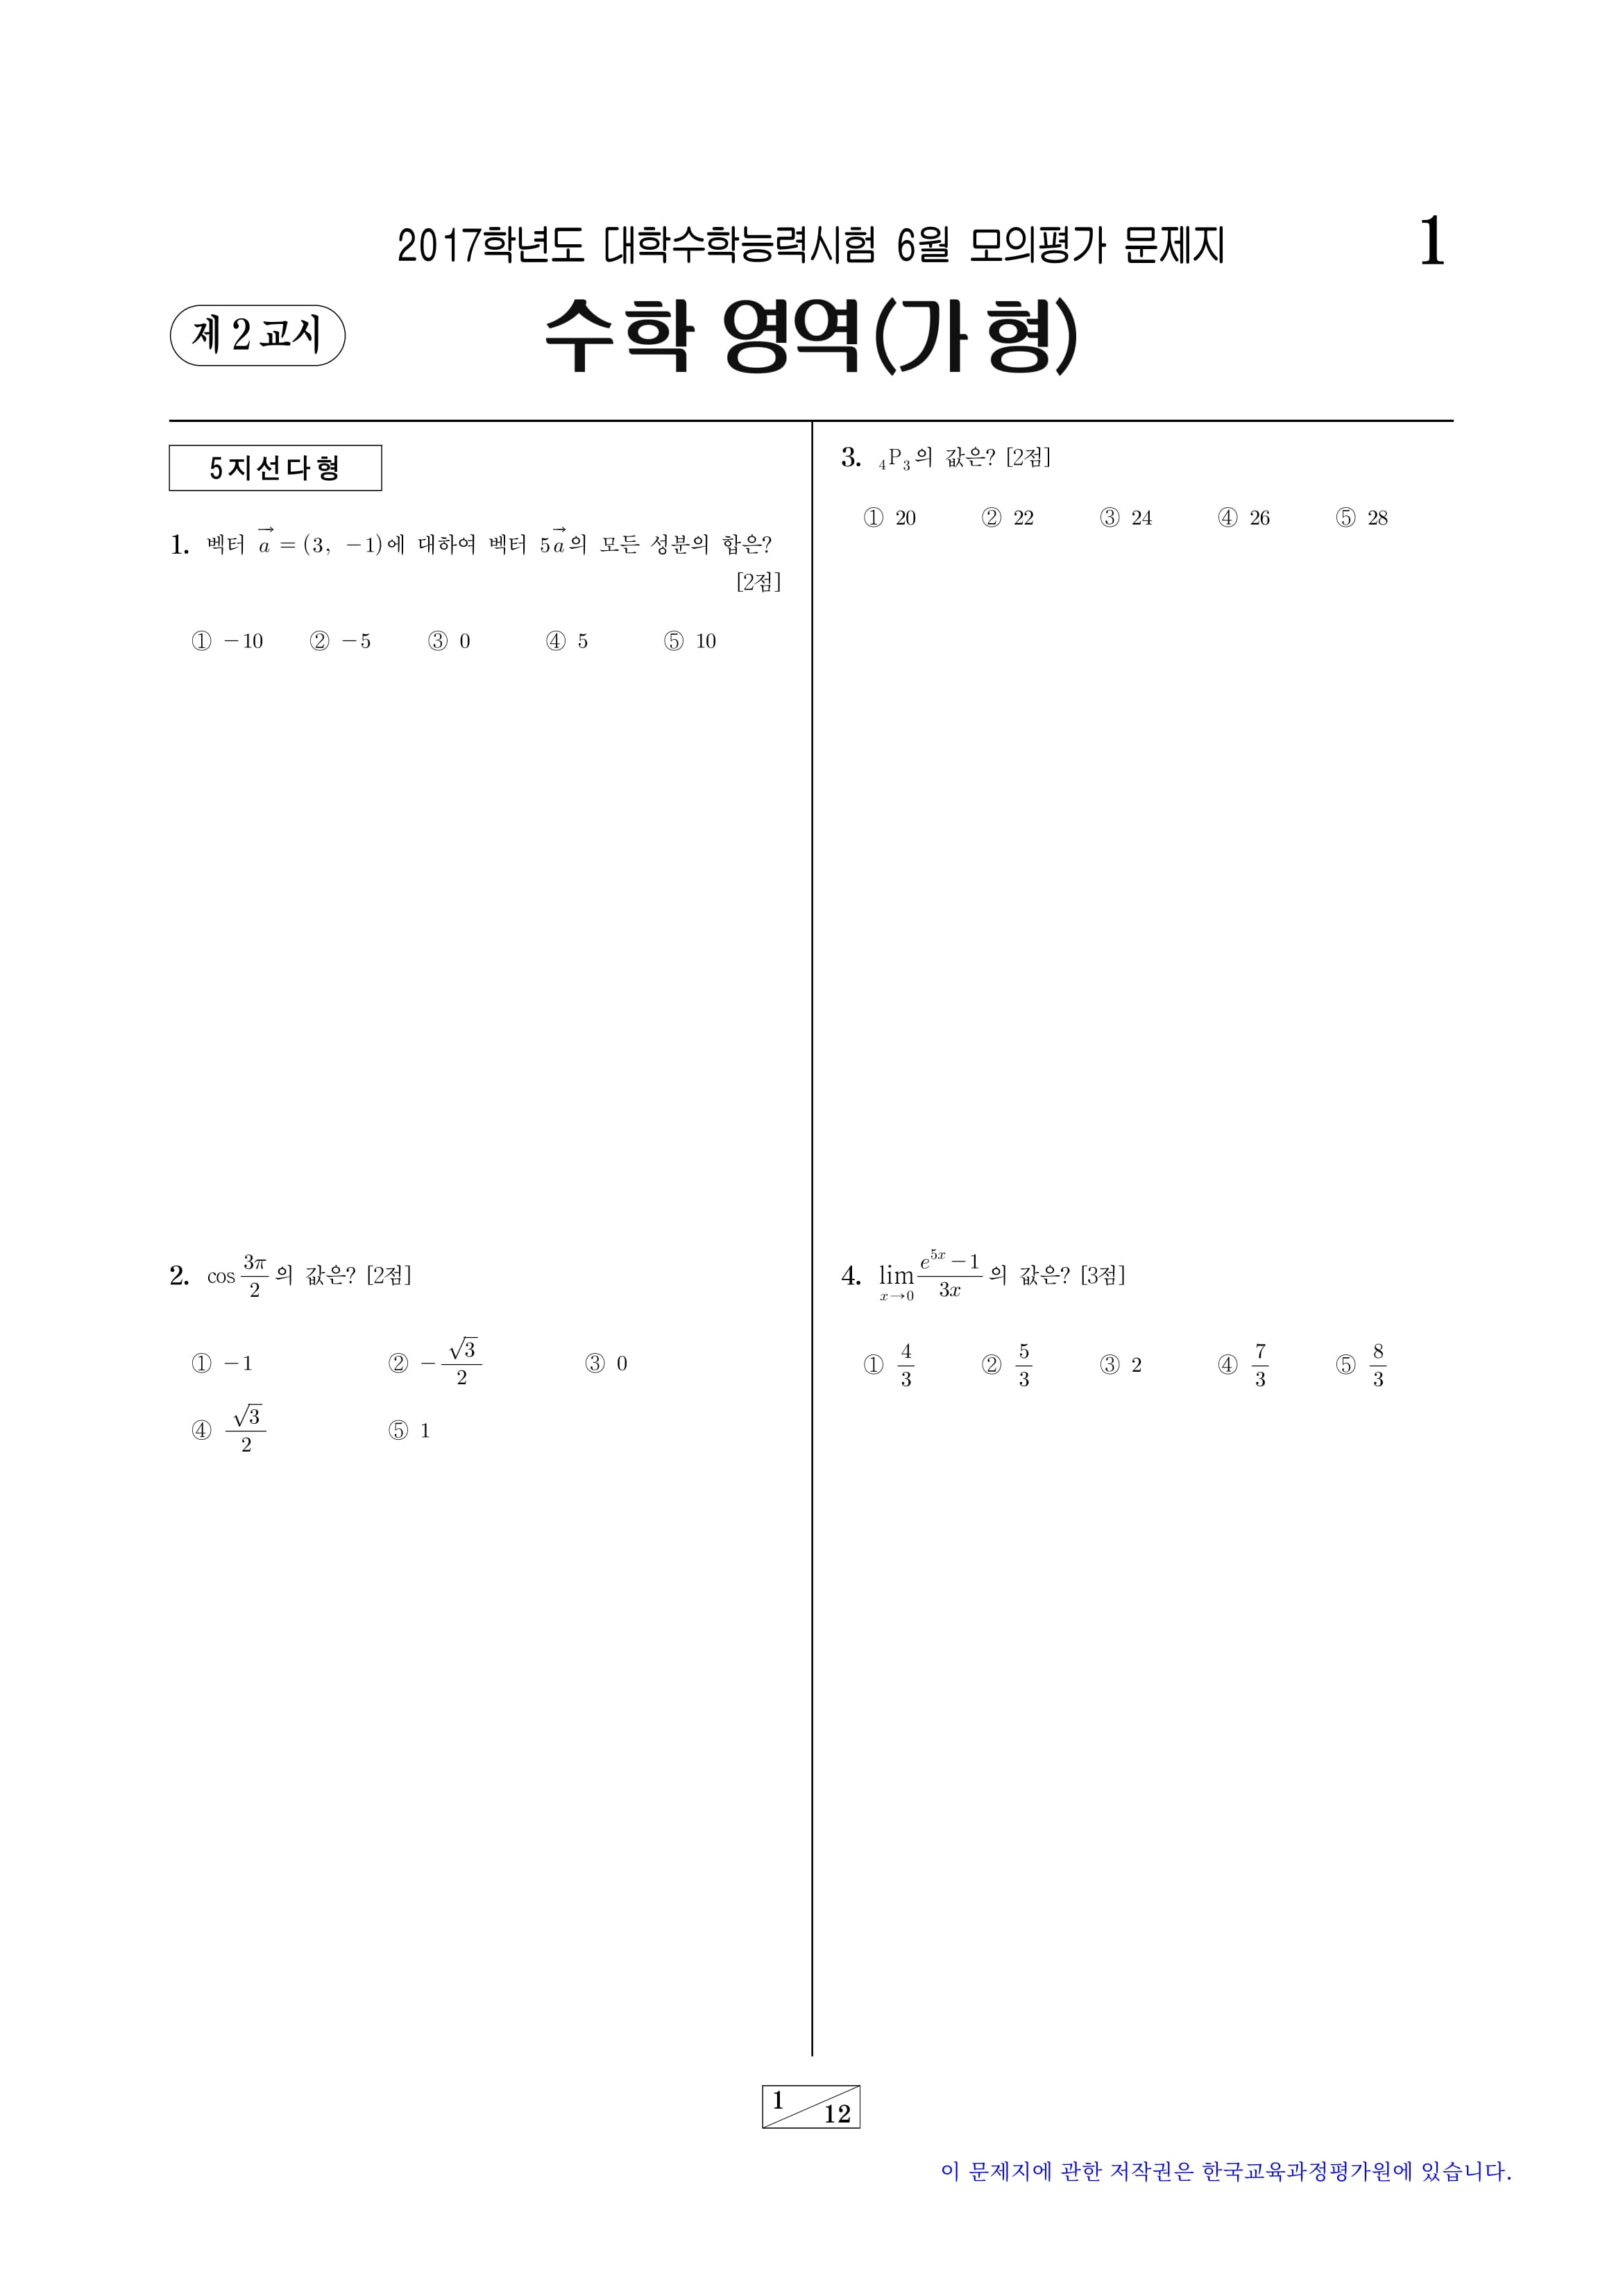 2017학년도 대학수학능력시험 6월 모의평가 문제지
1
제 2 교시
수학 영역(가 형)
5지선다형
1. 벡터 $\vec{a} = (3, -1)$에 대하여 벡터 $5\vec{a}$의 모든 성분의 합은?
[2점]
① −10 ② −5 ③ 0 ④ 5 ⑤ 10
2. $\cos\frac{3\pi}{2}$의 값은? [2점]
① −1 ② $-\frac{\sqrt{3}}{2}$ ③ 0
④ $\frac{\sqrt{3}}{2}$ ⑤ 1
3. ${}_4\mathrm{P}_3$의 값은? [2점]
① 20 ② 22 ③ 24 ④ 26 ⑤ 28
4. $\lim_{x \to 0}\frac{e^{5x}-1}{3x}$의 값은? [3점]
① $\frac{4}{3}$ ② $\frac{5}{3}$ ③ 2 ④ $\frac{7}{3}$ ⑤ $\frac{8}{3}$
1
12
이 문제지에 관한 저작권은 한국교육과정평가원에 있습니다.